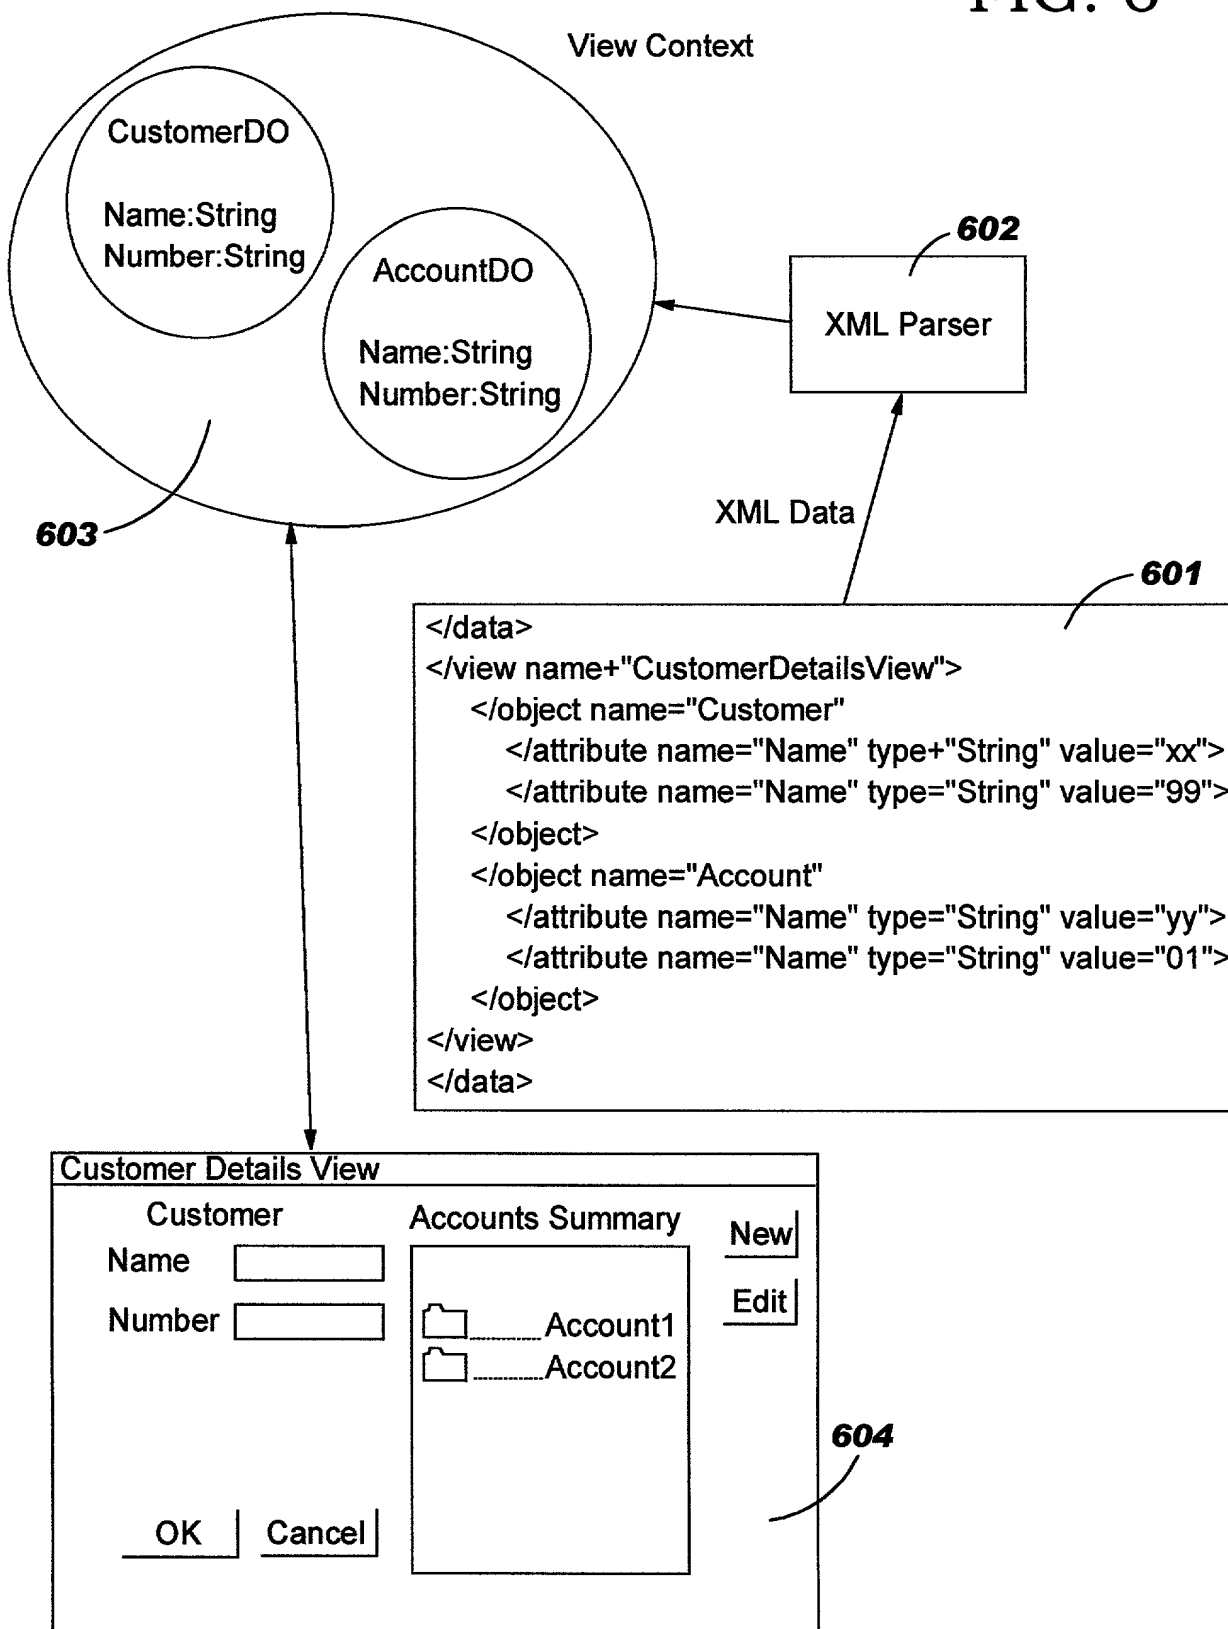 FIG. 6
View Context
CustomerDO
Name:String
Number:String
AccountDO
Name:String
Number:String
602
XML Parser
603
XML Data
601
</data>
</view name+"CustomerDetailsView">
</object name="Customer"
</attribute name="Name" type+"String" value="xx">
</attribute name="Name" type="String" value="99">
</object>
</object name="Account"
</attribute name="Name" type="String" value="yy">
</attribute name="Name" type="String" value="01">
</object>
</view>
</data>
Customer Details View
Customer
Name
Number
Accounts Summary
Account1
Account2
New
Edit
604
OK
Cancel